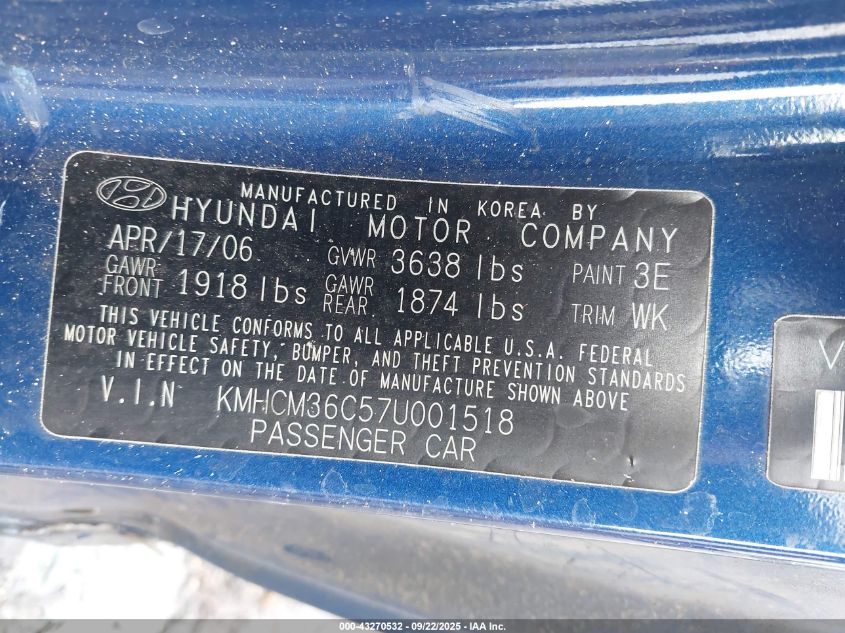 MANUFACTURED IN KOREA BY
HYUNDAI MOTOR COMPANY
APR/17/06 GVWR 3638 lbs PAINT 3E
GAWR FRONT 1918 lbs GAWR REAR 1874 lbs TRIM WK
THIS VEHICLE CONFORMS TO ALL APPLICABLE U.S.A. FEDERAL
MOTOR VEHICLE SAFETY, BUMPER, AND THEFT PREVENTION STANDARDS
IN EFFECT ON THE DATE OF MANUFACTURE SHOWN ABOVE
V.I.N KMHCM36C57U001518
PASSENGER CAR
V
000-43270532 - 09/22/2025 - IAA Inc.